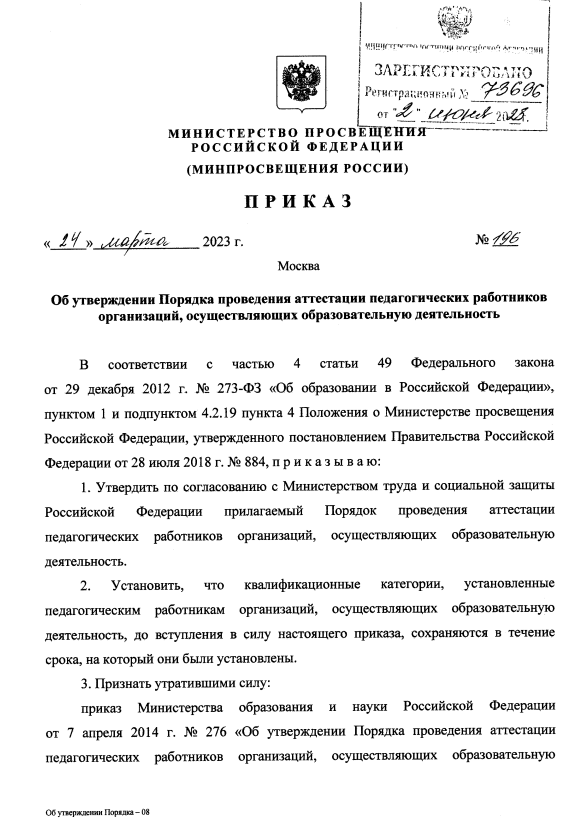 МИНИСТЕРСТВО ЮСТИЦИИ РОССИЙСКОЙ ФЕДЕРАЦИИ
ЗАРЕГИСТРИРОВАНО
Регистрационный № 73696
от "2" июня 2023.
МИНИСТЕРСТВО ПРОСВЕЩЕНИЯ
РОССИЙСКОЙ ФЕДЕРАЦИИ
(МИНПРОСВЕЩЕНИЯ РОССИИ)
ПРИКАЗ
« 24 » марта 2023 г. № 196
Москва
Об утверждении Порядка проведения аттестации педагогических работников
организаций, осуществляющих образовательную деятельность
В соответствии с частью 4 статьи 49 Федерального закона
от 29 декабря 2012 г. № 273-ФЗ «Об образовании в Российской Федерации»,
пунктом 1 и подпунктом 4.2.19 пункта 4 Положения о Министерстве просвещения
Российской Федерации, утвержденного постановлением Правительства Российской
Федерации от 28 июля 2018 г. № 884, п р и к а з ы в а ю:
1. Утвердить по согласованию с Министерством труда и социальной защиты
Российской Федерации прилагаемый Порядок проведения аттестации
педагогических работников организаций, осуществляющих образовательную
деятельность.
2. Установить, что квалификационные категории, установленные
педагогическим работникам организаций, осуществляющих образовательную
деятельность, до вступления в силу настоящего приказа, сохраняются в течение
срока, на который они были установлены.
3. Признать утратившими силу:
приказ Министерства образования и науки Российской Федерации
от 7 апреля 2014 г. № 276 «Об утверждении Порядка проведения аттестации
педагогических работников организаций, осуществляющих образовательную
Об утверждении Порядка – 08